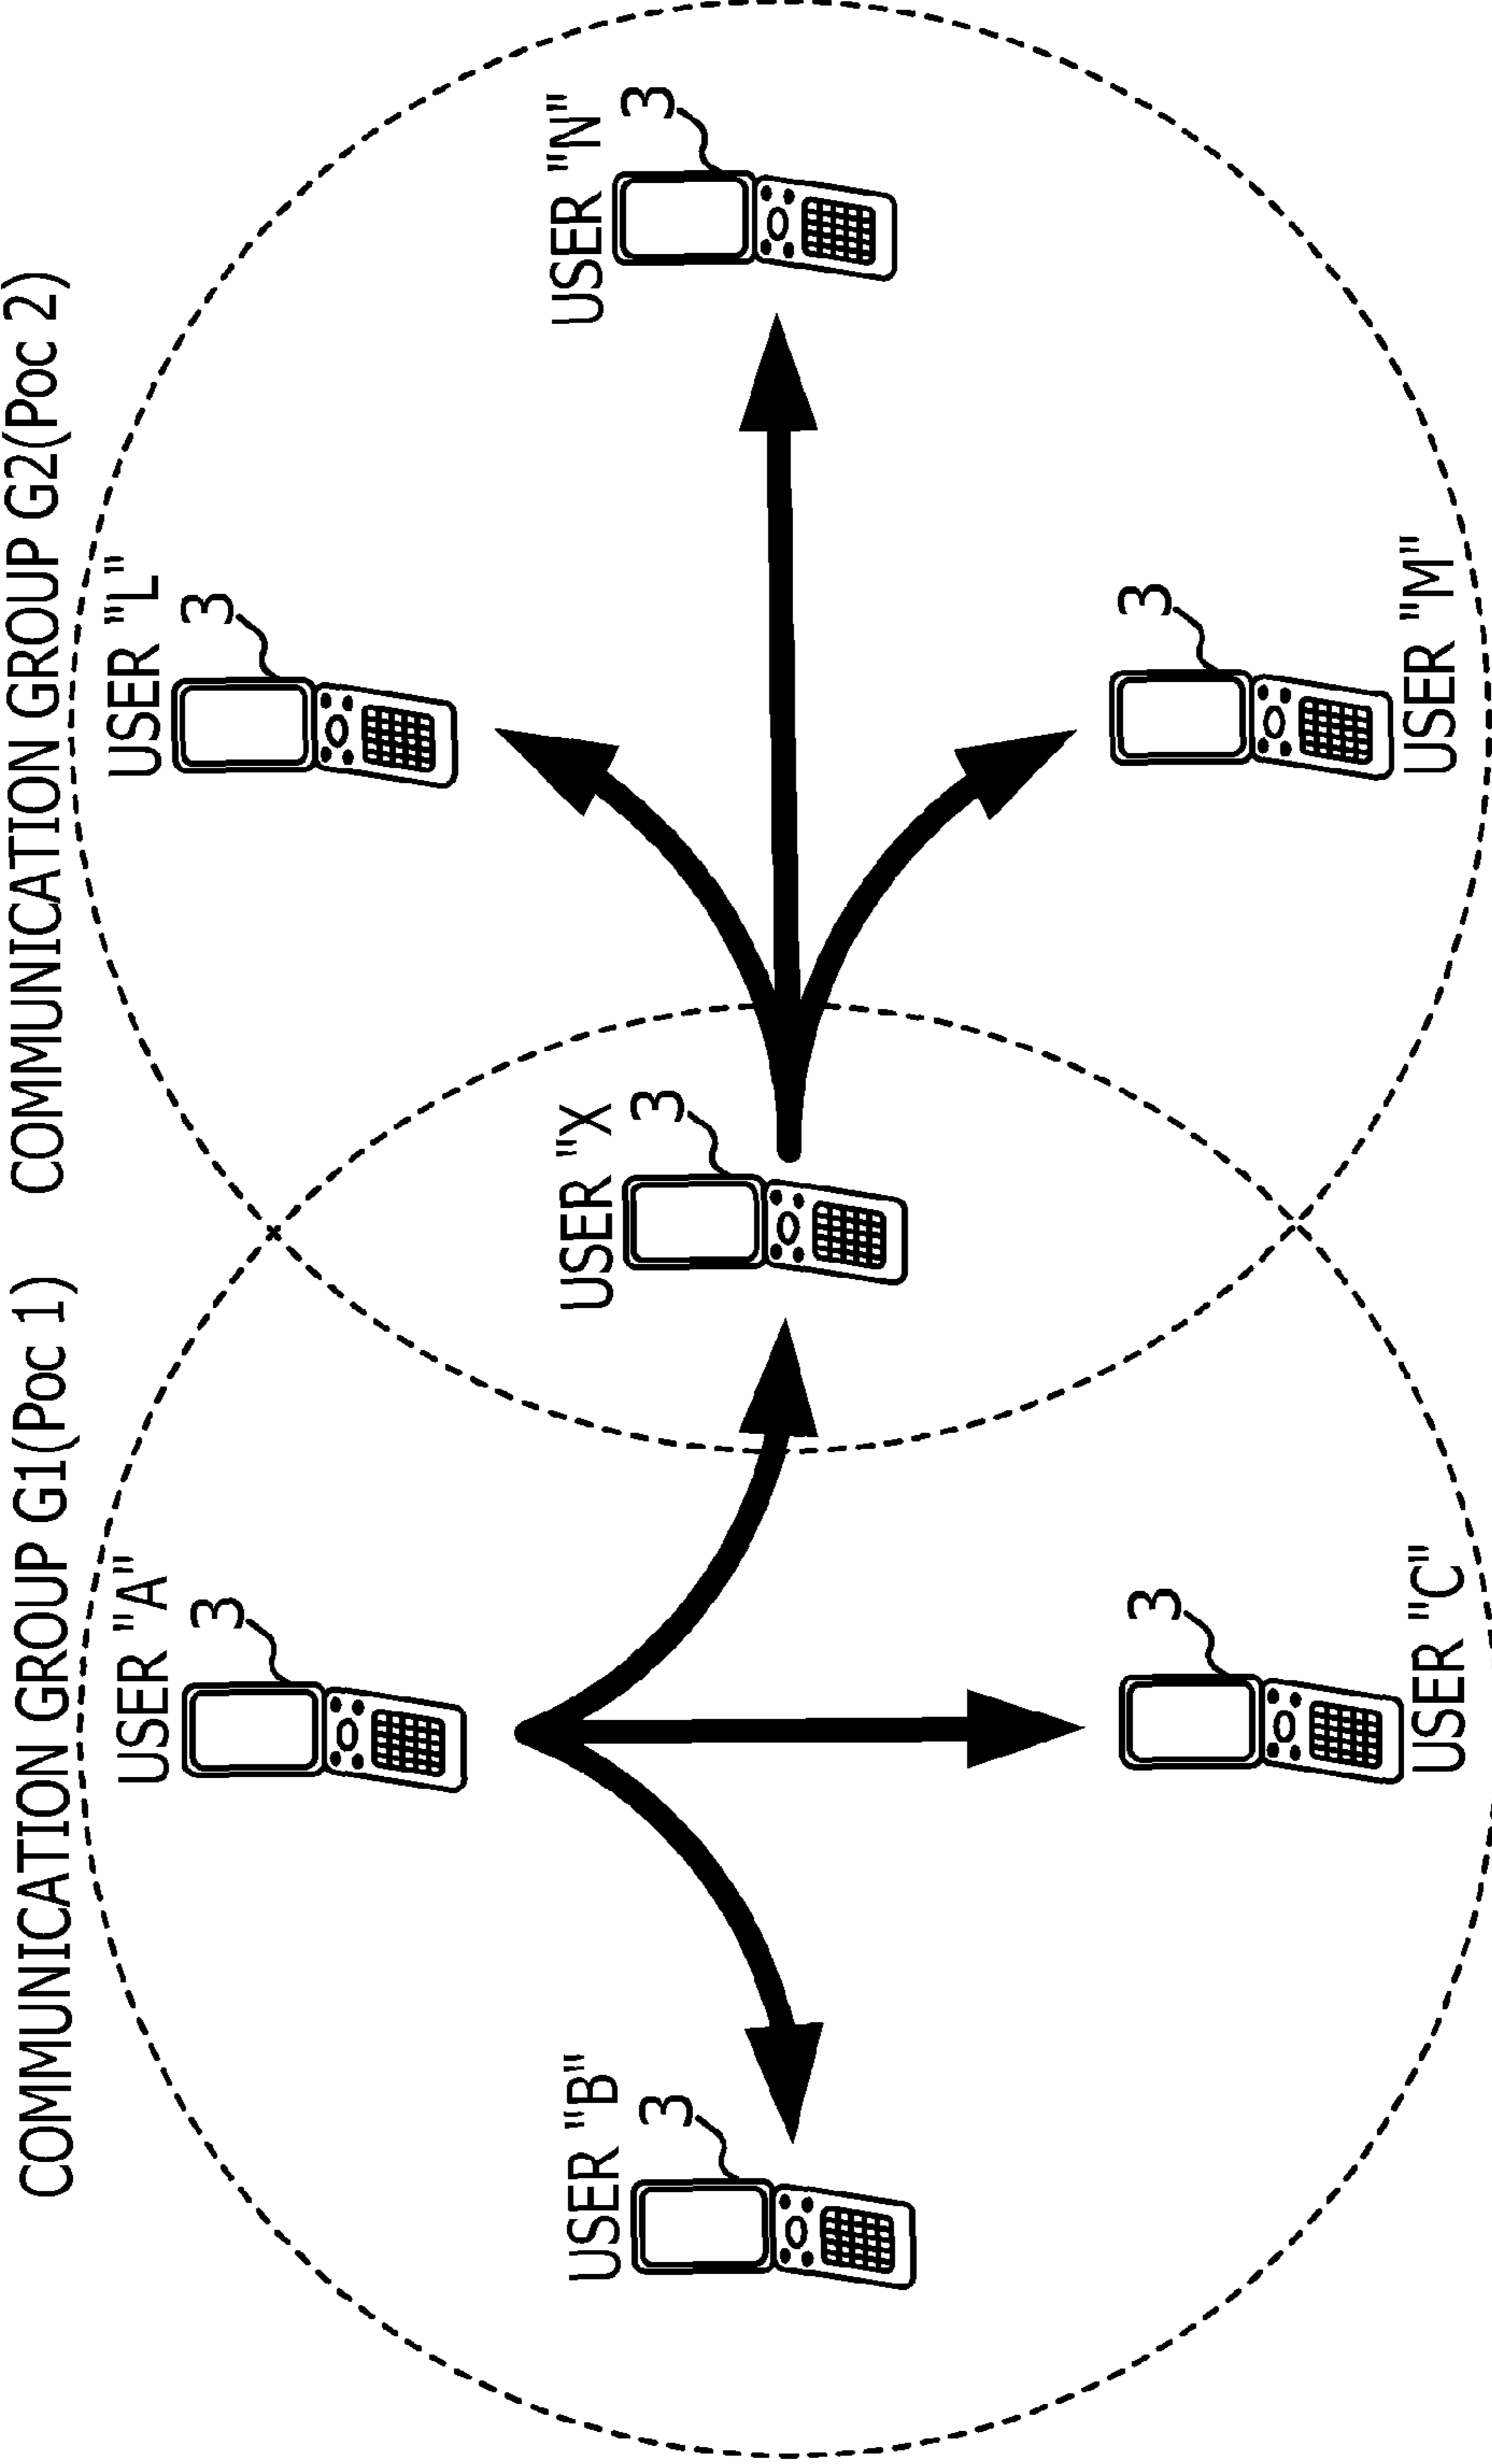 COMMUNICATION GROUP G1(Poc 1)
COMMUNICATION GROUP G2(Poc 2)
USER "A"
3
USER "L"
3
USER "B"
3
USER "X
3
USER "N"
3
3
USER "C"
3
USER "M"